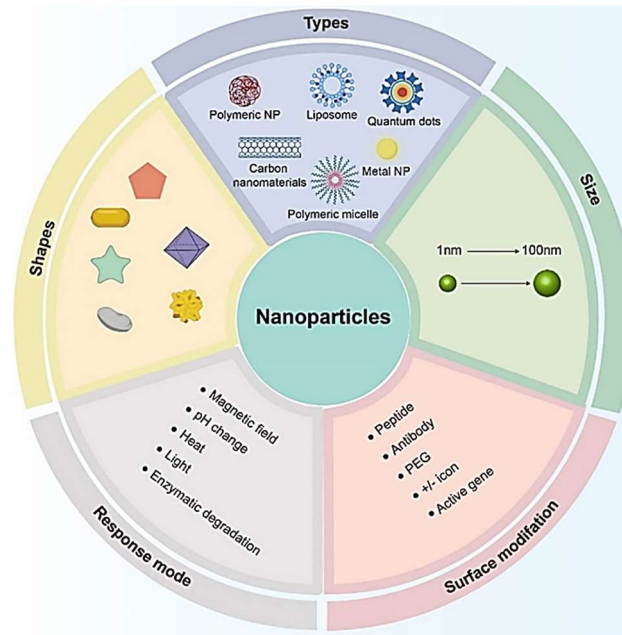 Types
Polymeric NP
Liposome
Quantum dots
Carbon
nanomaterials
Metal NP
Polymeric micelle
Size
1nm
100nm
Shapes
Nanoparticles
• Magnetic field
• pH change
• Heat
• Light
• Enzymatic degradation
Response mode
• Peptide
• Antibody
• PEG
• +/- icon
• Active gene
Surface modifation